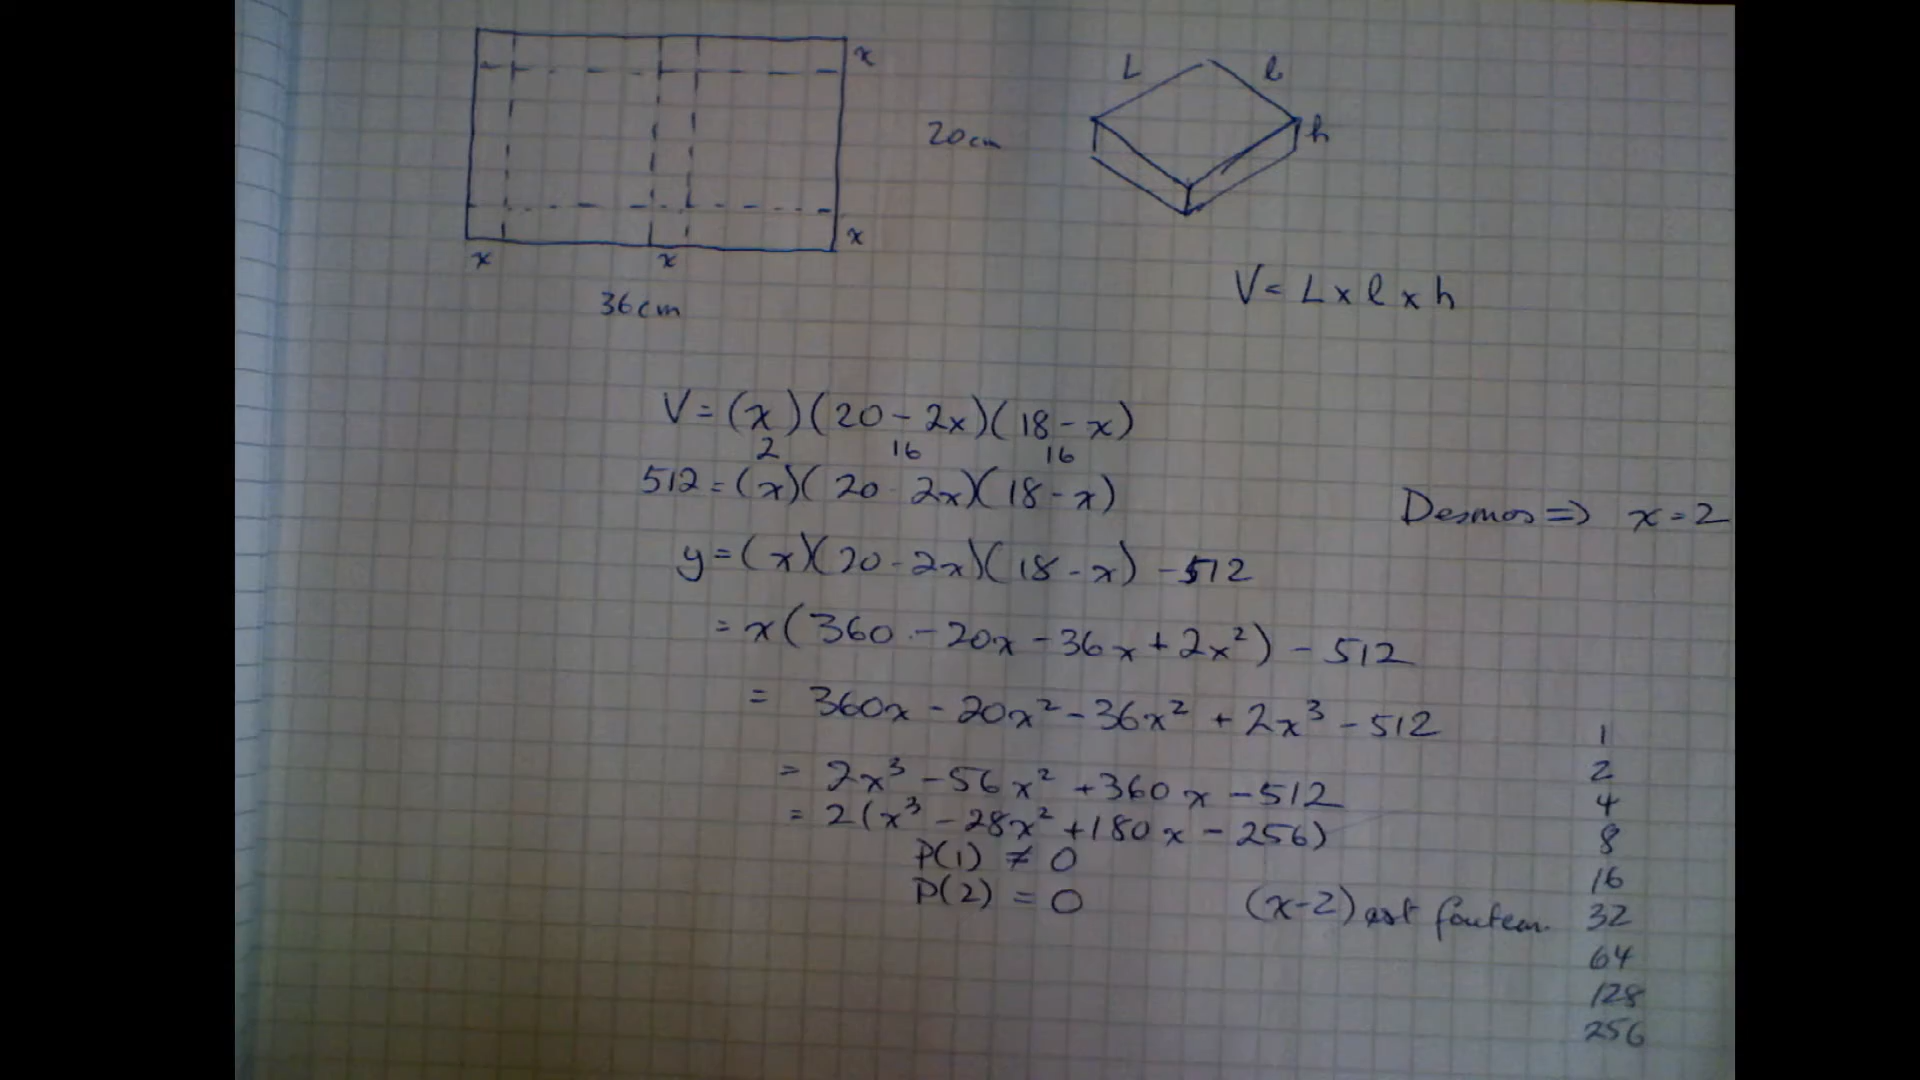 x
20cm
x
x
x
36cm
L
l
h
V = L x l x h
V = (x)(20 - 2x)(18 - x)
2 16 16
512 = (x)(20 - 2x)(18 - x)
Desmos => x = 2
y = (x)(20 - 2x)(18 - x) - 512
= x(360 - 20x - 36x + 2x²) - 512
= 360x - 20x² - 36x² + 2x³ - 512
= 2x³ - 56x² + 360x - 512
= 2(x³ - 28x² + 180x - 256)
P(1) ≠ 0
P(2) = 0
(x-2) est facteur.
1
2
4
8
16
32
64
128
256